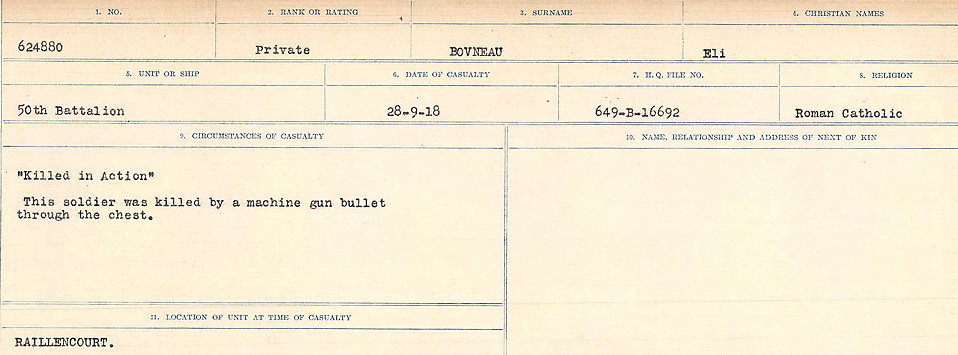 1. NO. 2. RANK OR RATING 3. SURNAME 4. CHRISTIAN NAMES
624880 Private BOVNEAU Eli
5. UNIT OR SHIP 6. DATE OF CASUALTY 7. H.Q. FILE NO. 8. RELIGION
50th Battalion 28-9-18 649-B-16692 Roman Catholic
9. CIRCUMSTANCES OF CASUALTY 10. NAME, RELATIONSHIP AND ADDRESS OF NEXT OF KIN
"Killed in Action"
This soldier was killed by a machine gun bullet
through the chest.
11. LOCATION OF UNIT AT TIME OF CASUALTY
RAILLENCOURT.